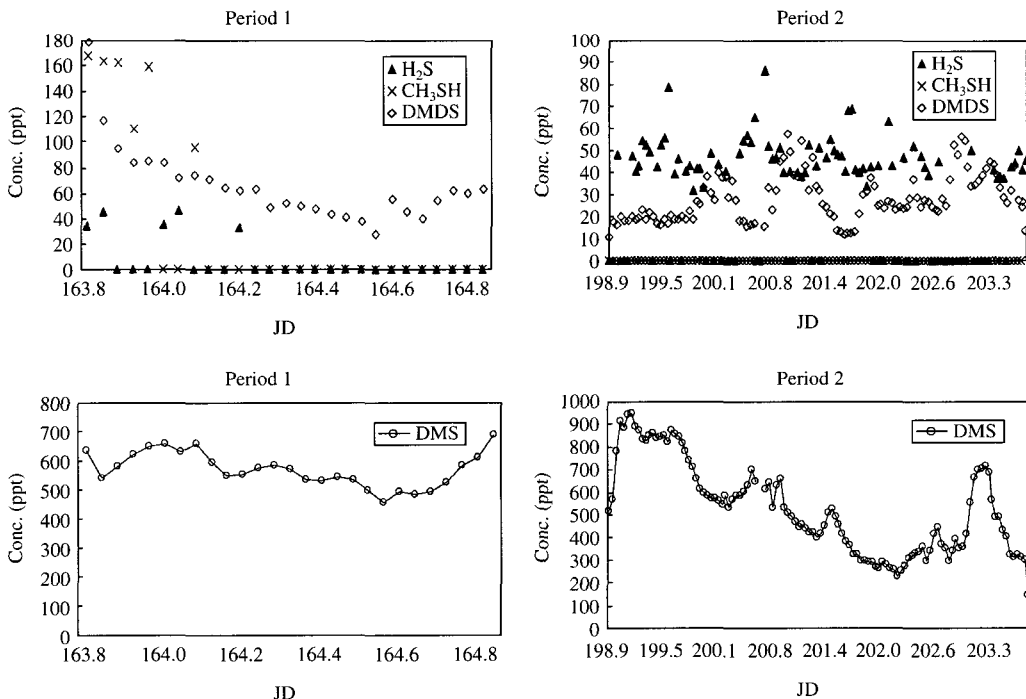 Period 1
180
160
140
120
100
80
60
40
20
0
Conc. (ppt)
H₂S
CH₃SH
DMDS
163.8 164.0 164.2 164.4 164.6 164.8
JD
Period 2
100
90
80
70
60
50
40
30
20
10
0
Conc. (ppt)
H₂S
CH₃SH
DMDS
198.9 199.5 200.1 200.8 201.4 202.0 202.6 203.3
JD
Period 1
800
700
600
500
400
300
200
100
0
Conc. (ppt)
DMS
163.8 164.0 164.2 164.4 164.6 164.8
JD
Period 2
1000
900
800
700
600
500
400
300
200
100
0
Conc. (ppt)
DMS
198.9 199.5 200.1 200.8 201.4 202.0 202.6 203.3
JD